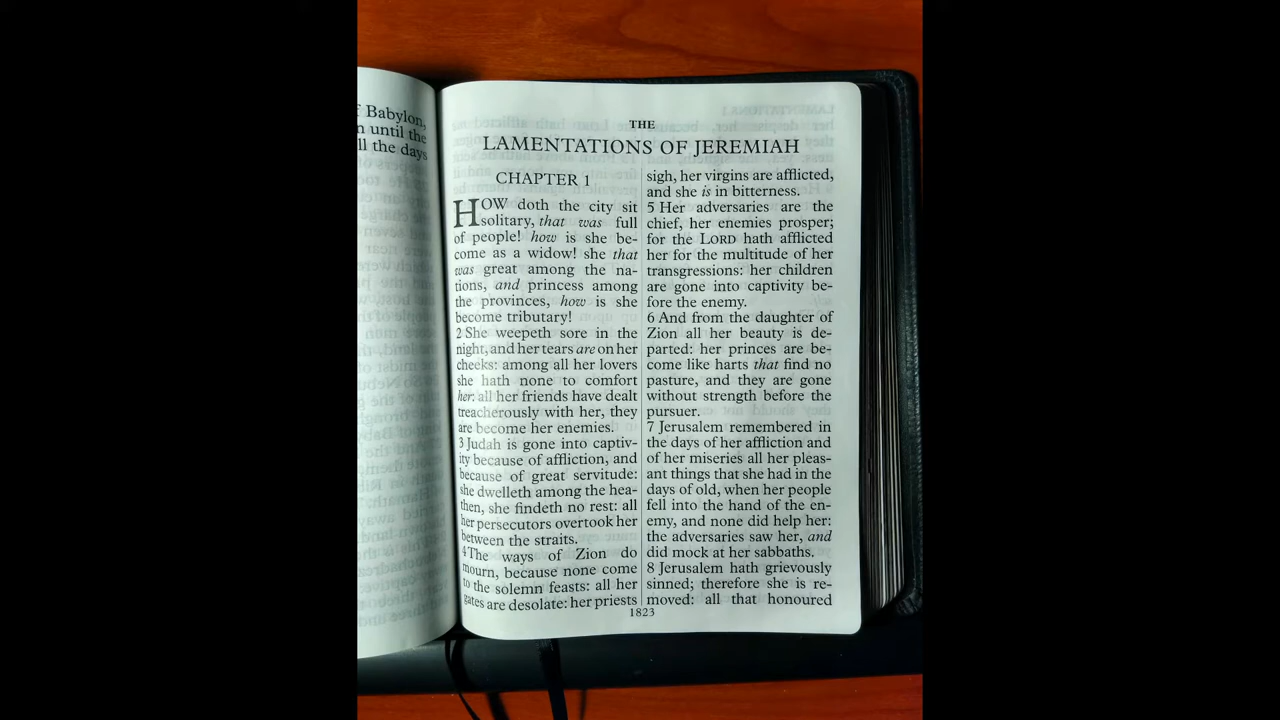 f Babylon,
n until the
ll the days
THE
LAMENTATIONS OF JEREMIAH
CHAPTER 1
HOW doth the city sit
solitary, that was full
of people! how is she be-
come as a widow! she that
was great among the na-
tions, and princess among
the provinces, how is she
become tributary!
2 She weepeth sore in the
night, and her tears are on her
cheeks: among all her lovers
she hath none to comfort
her: all her friends have dealt
treacherously with her, they
are become her enemies.
3 Judah is gone into captiv-
ity because of affliction, and
because of great servitude:
she dwelleth among the hea-
then, she findeth no rest: all
her persecutors overtook her
between the straits.
4 The ways of Zion do
mourn, because none come
to the solemn feasts: all her
gates are desolate: her priests
sigh, her virgins are afflicted,
and she is in bitterness.
5 Her adversaries are the
chief, her enemies prosper;
for the LORD hath afflicted
her for the multitude of her
transgressions: her children
are gone into captivity be-
fore the enemy.
6 And from the daughter of
Zion all her beauty is de-
parted: her princes are be-
come like harts that find no
pasture, and they are gone
without strength before the
pursuer.
7 Jerusalem remembered in
the days of her affliction and
of her miseries all her pleas-
ant things that she had in the
days of old, when her people
fell into the hand of the en-
emy, and none did help her:
the adversaries saw her, and
did mock at her sabbaths.
8 Jerusalem hath grievously
sinned; therefore she is re-
moved: all that honoured
1823